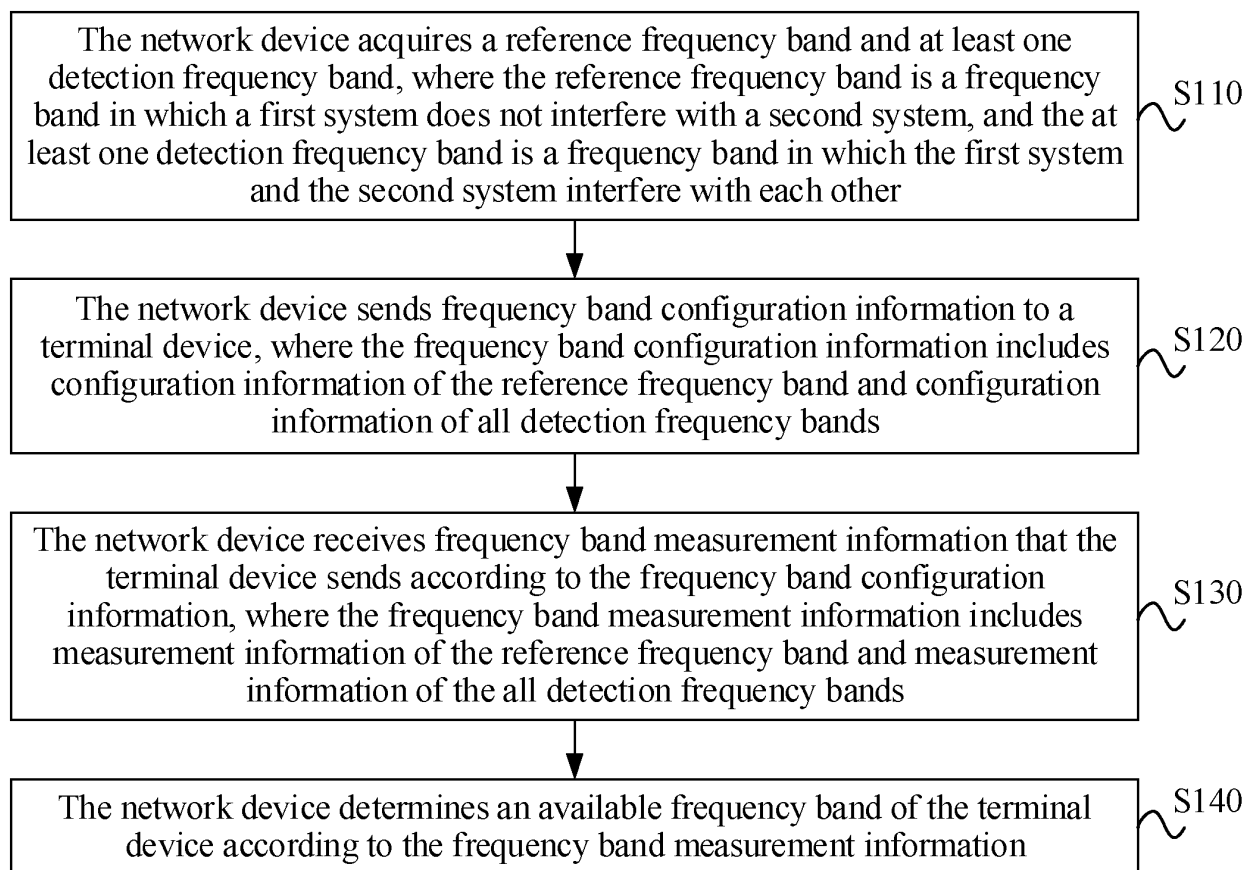 The network device acquires a reference frequency band and at least one
detection frequency band, where the reference frequency band is a frequency
band in which a first system does not interfere with a second system, and the at
least one detection frequency band is a frequency band in which the first system
and the second system interfere with each other
S110
The network device sends frequency band configuration information to a
terminal device, where the frequency band configuration information includes
configuration information of the reference frequency band and configuration
information of all detection frequency bands
S120
The network device receives frequency band measurement information that the
terminal device sends according to the frequency band configuration
information, where the frequency band measurement information includes
measurement information of the reference frequency band and measurement
information of the all detection frequency bands
S130
The network device determines an available frequency band of the terminal
device according to the frequency band measurement information
S140